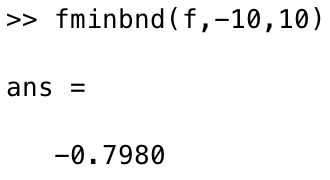 >> fminbnd(f,-10,10)
ans =
-0.7980